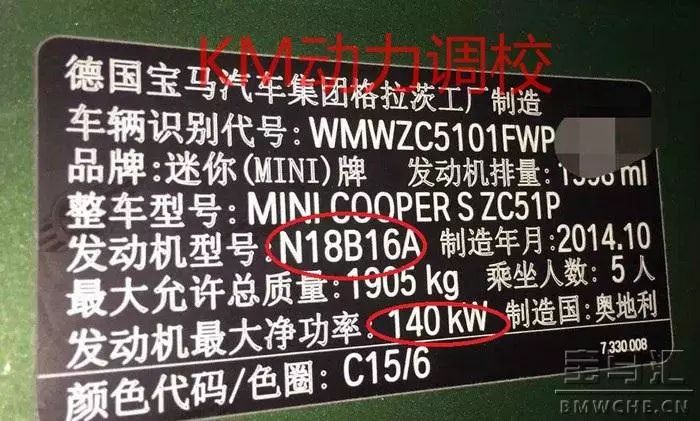 KM动力调校
德国宝马汽车集团格拉茨工厂 制造
车辆识别代号: WMWZC5101FWP
品牌: 迷你(MINI)牌 发动机排量: 1598 ml
整车型号: MINI COOPER S ZC51P
发动机型号: N18B16A 制造年月: 2014.10
最大允许总质量: 1905 kg 乘坐人数: 5 人
发动机最大净功率: 140 kW 制造国: 奥地利
7 330 008
颜色代码/色圈: C15/6
宝马汇
BMWCHE.CN